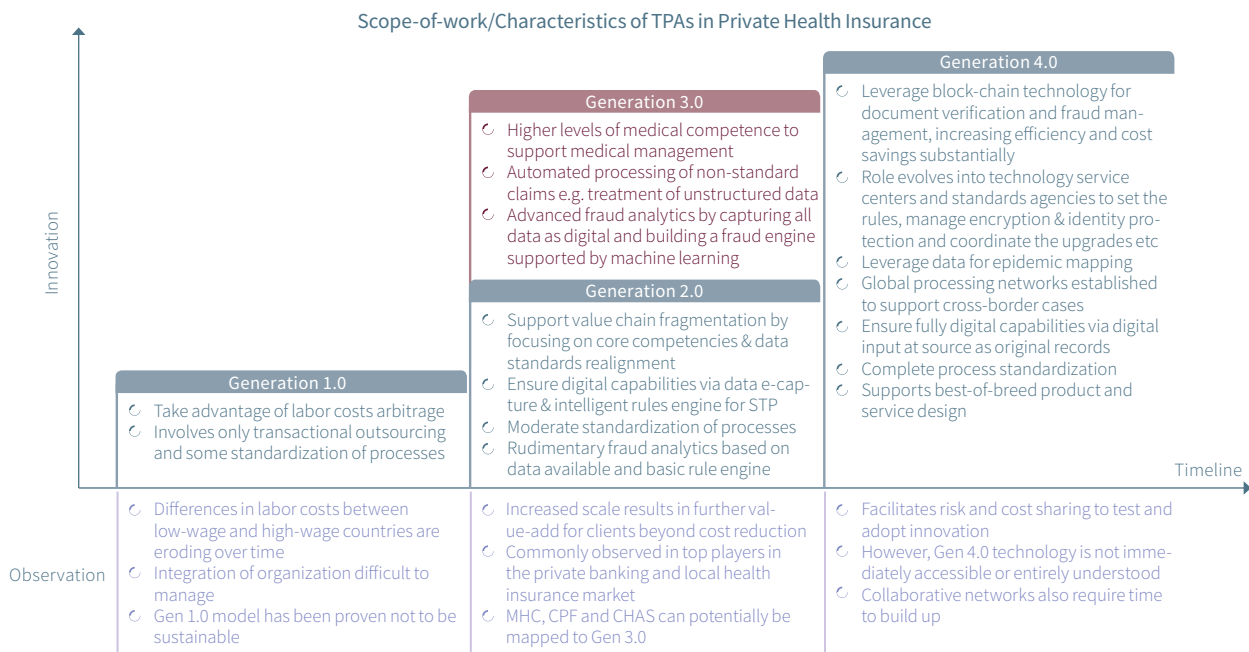 Scope-of-work/Characteristics of TPAs in Private Health Insurance
Innovation
Generation 1.0
Take advantage of labor costs arbitrage
Involves only transactional outsourcing
and some standardization of processes
Generation 3.0
Higher levels of medical competence to
support medical management
Automated processing of non-standard
claims e.g. treatment of unstructured data
Advanced fraud analytics by capturing all
data as digital and building a fraud engine
supported by machine learning
Generation 2.0
Support value chain fragmentation by
focusing on core competencies & data
standards realignment
Ensure digital capabilities via data e-cap-
ture & intelligent rules engine for STP
Moderate standardization of processes
Rudimentary fraud analytics based on
data available and basic rule engine
Generation 4.0
Leverage block-chain technology for
document verification and fraud man-
agement, increasing efficiency and cost
savings substantially
Role evolves into technology service
centers and standards agencies to set the
rules, manage encryption & identity pro-
tection and coordinate the upgrades etc
Leverage data for epidemic mapping
Global processing networks established
to support cross-border cases
Ensure fully digital capabilities via digital
input at source as original records
Complete process standardization
Supports best-of-breed product and
service design
Timeline
Observation
Differences in labor costs between
low-wage and high-wage countries are
eroding over time
Integration of organization difficult to
manage
Gen 1.0 model has been proven not to be
sustainable
Increased scale results in further val-
ue-add for clients beyond cost reduction
Commonly observed in top players in
the private banking and local health
insurance market
MHC, CPF and CHAS can potentially be
mapped to Gen 3.0
Facilitates risk and cost sharing to test and
adopt innovation
However, Gen 4.0 technology is not imme-
diately accessible or entirely understood
Collaborative networks also require time
to build up